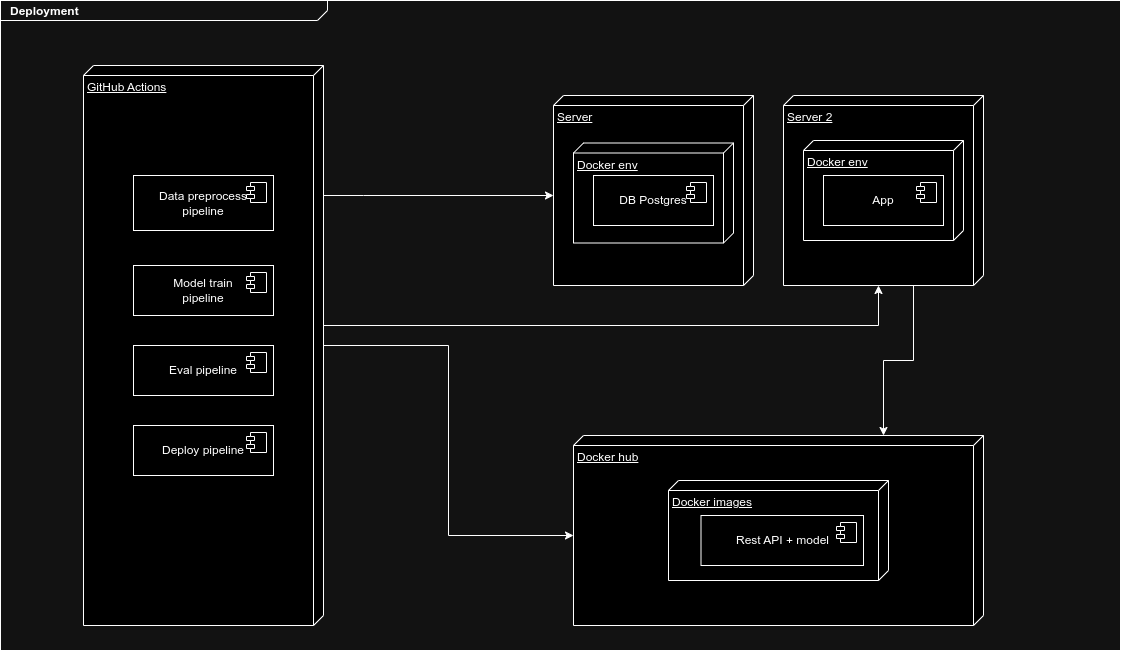 Deployment
GitHub Actions
Data preprocess
pipeline
Model train
pipeline
Eval pipeline
Deploy pipeline
Server
Docker env
DB Postgres
Server 2
Docker env
App
Docker hub
Docker images
Rest API + model